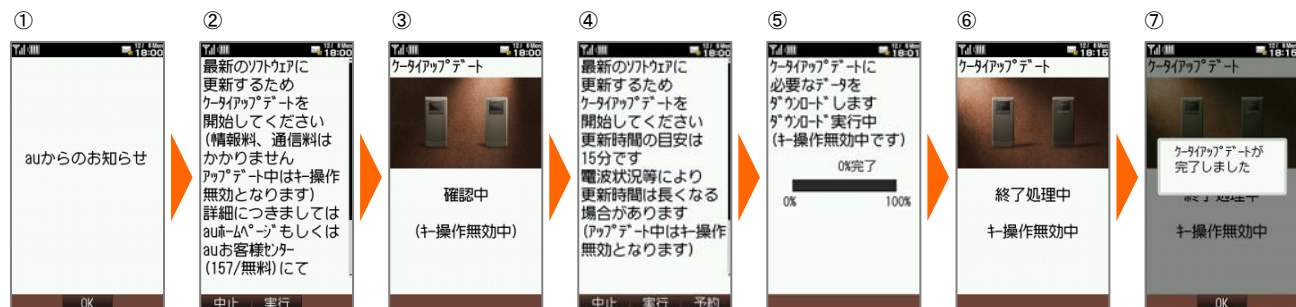 ①
18:00
auからのお知らせ
OK
②
18:00
最新のｿﾌﾄｳｪｱに
更新するため
ｹｰﾀｲｱｯﾌﾟﾃﾞｰﾄを
開始してください
(情報料、通信料は
かかりません
ｱｯﾌﾟﾃﾞｰﾄ中はｷｰ操作
無効となります)
詳細につきましては
auﾎｰﾑﾍﾟｰｼﾞもしくは
auお客様ｾﾝﾀｰ
(157/無料)にて
中止 実行
③
18:00
ｹｰﾀｲｱｯﾌﾟﾃﾞｰﾄ
確認中
(ｷｰ操作無効中)
④
18:00
最新のｿﾌﾄｳｪｱに
更新するため
ｹｰﾀｲｱｯﾌﾟﾃﾞｰﾄを
開始してください
更新時間の目安は
15分です
電波状況等により
更新時間は長くなる
場合があります
(ｱｯﾌﾟﾃﾞｰﾄ中はｷｰ操作
無効となります)
中止 実行 予約
⑤
18:01
ｹｰﾀｲｱｯﾌﾟﾃﾞｰﾄに
必要なﾃﾞｰﾀを
ﾀﾞｳﾝﾛｰﾄﾞします
ﾀﾞｳﾝﾛｰﾄﾞ実行中
(ｷｰ操作無効中です)
0%完了
0% 100%
⑥
18:15
ｹｰﾀｲｱｯﾌﾟﾃﾞｰﾄ
終了処理中
ｷｰ操作無効中
⑦
18:15
ｹｰﾀｲｱｯﾌﾟﾃﾞｰﾄ
ｹｰﾀｲｱｯﾌﾟﾃﾞｰﾄが
完了しました
終了処理中
ｷｰ操作無効中
OK